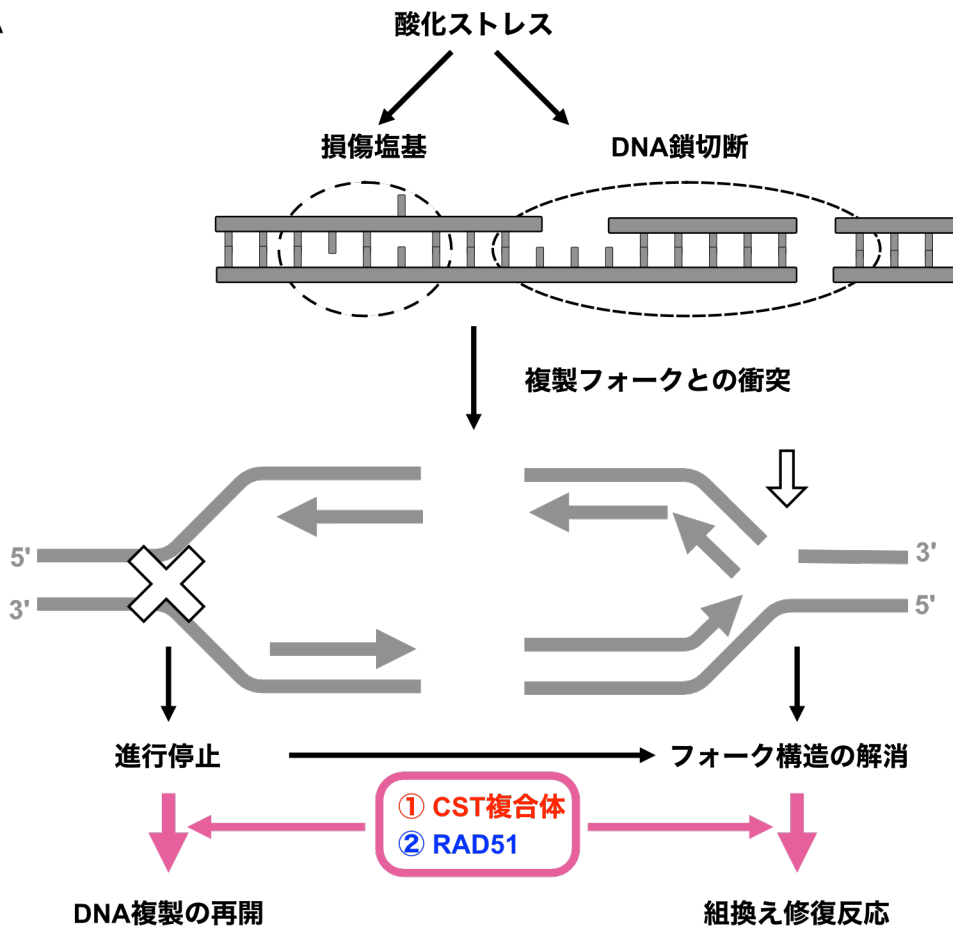 A
酸化ストレス
損傷塩基
DNA鎖切断
複製フォークとの衝突
5'
3'
3'
5'
進行停止
フォーク構造の解消
① CST複合体
② RAD51
DNA複製の再開
組換え修復反応